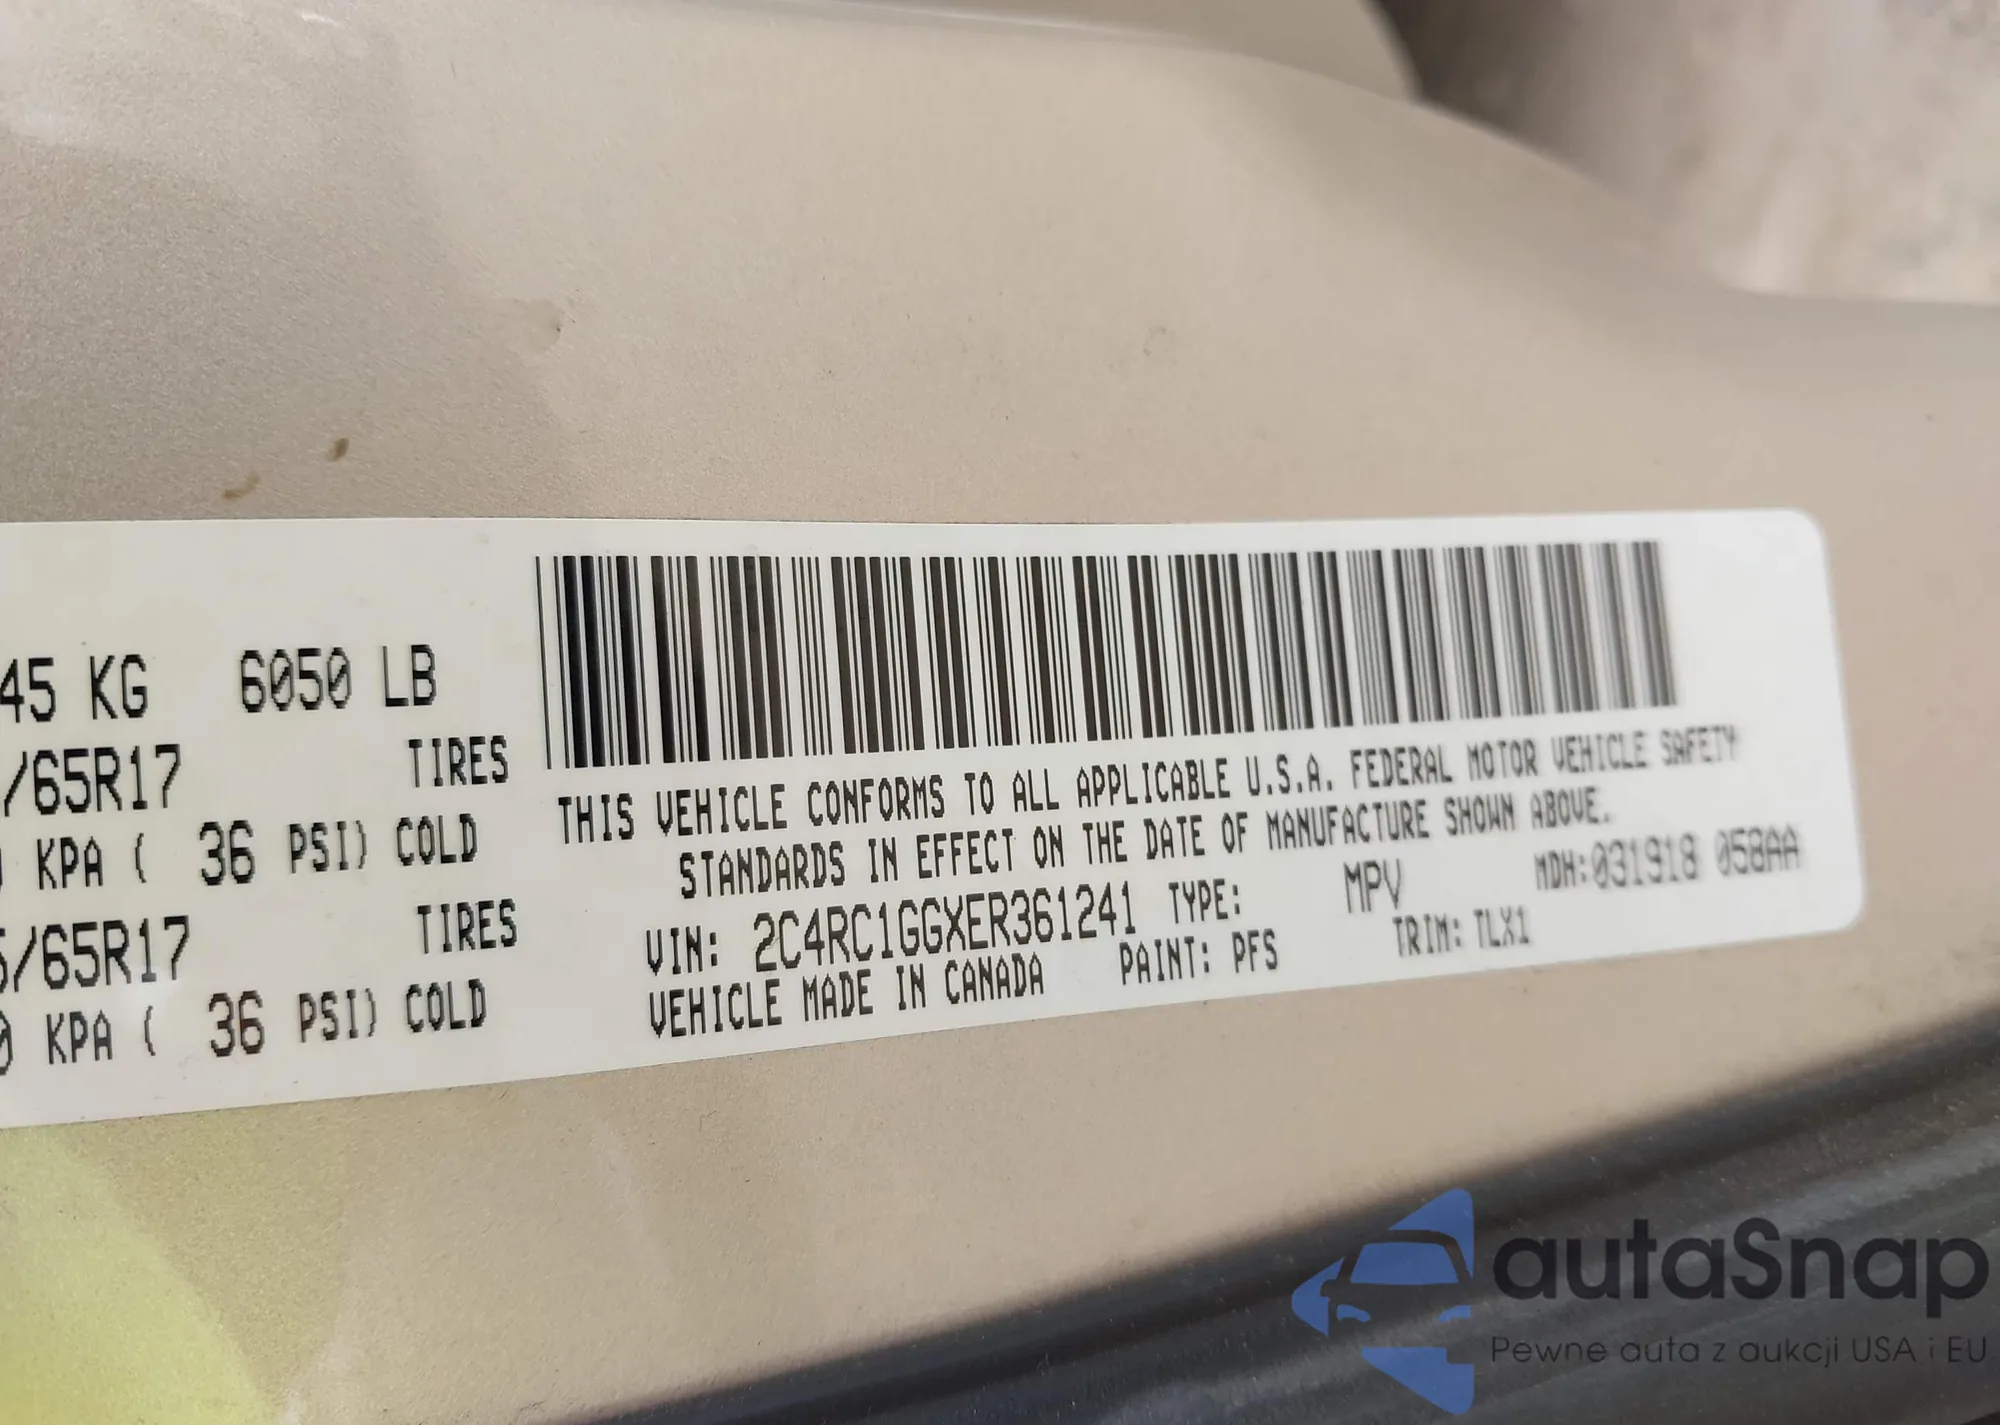 45 KG 6050 LB
/65R17 TIRES
KPA ( 36 PSI) COLD
5/65R17 TIRES
0 KPA ( 36 PSI) COLD
THIS VEHICLE CONFORMS TO ALL APPLICABLE U.S.A. FEDERAL MOTOR VEHICLE SAFETY
STANDARDS IN EFFECT ON THE DATE OF MANUFACTURE SHOWN ABOVE.
VIN: 2C4RC1GGXER361241 TYPE: MPV MDH:031918 058AA
VEHICLE MADE IN CANADA PAINT: PFS TRIM: TLX1
autaSnap
Pewne auta z aukcji USA i EU